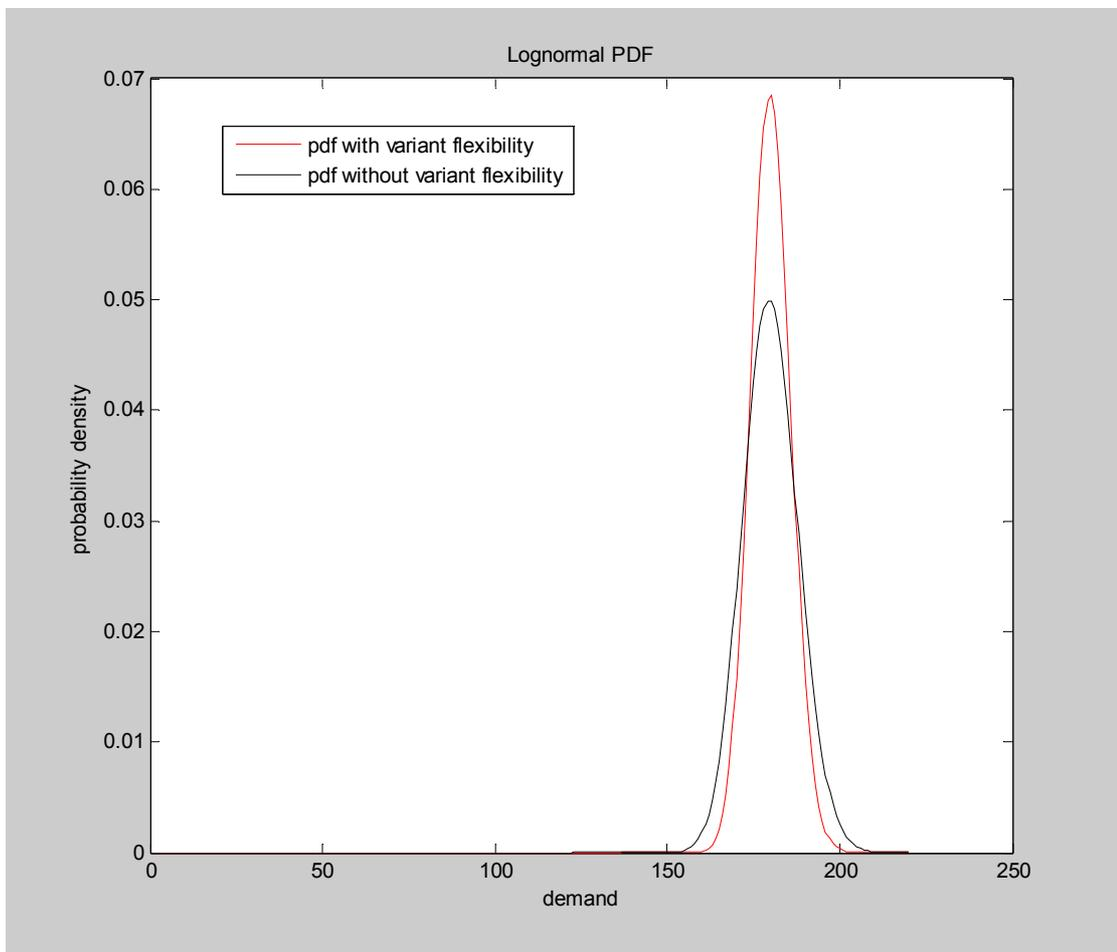 Lognormal PDF
0.07
0.06
0.05
0.04
0.03
0.02
0.01
0
probability density
pdf with variant flexibility
pdf without variant flexibility
0 50 100 150 200 250
demand